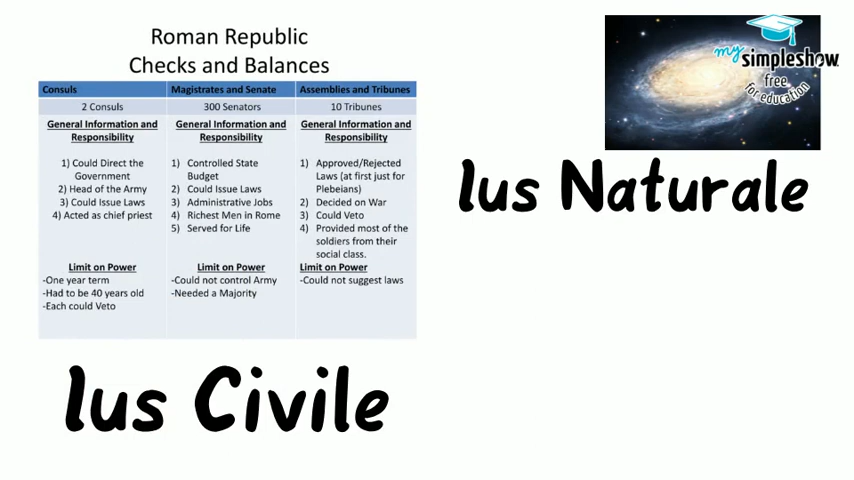 Roman Republic
Checks and Balances
Consuls
2 Consuls
General Information and
Responsibility
1) Could Direct the
Government
2) Head of the Army
3) Could Issue Laws
4) Acted as chief priest
Limit on Power
-One year term
-Had to be 40 years old
-Each could Veto
Magistrates and Senate
300 Senators
General Information and
Responsibility
1) Controlled State
Budget
2) Could Issue Laws
3) Administrative Jobs
4) Richest Men in Rome
5) Served for Life
Limit on Power
-Could not control Army
-Needed a Majority
Assemblies and Tribunes
10 Tribunes
General Information and
Responsibility
1) Approved/Rejected
Laws (at first just for
Plebeians)
2) Decided on War
3) Could Veto
4) Provided most of the
soldiers from their
social class.
Limit on Power
-Could not suggest laws
Ius Civile
my
simpleshow
free
for education
Ius Naturale